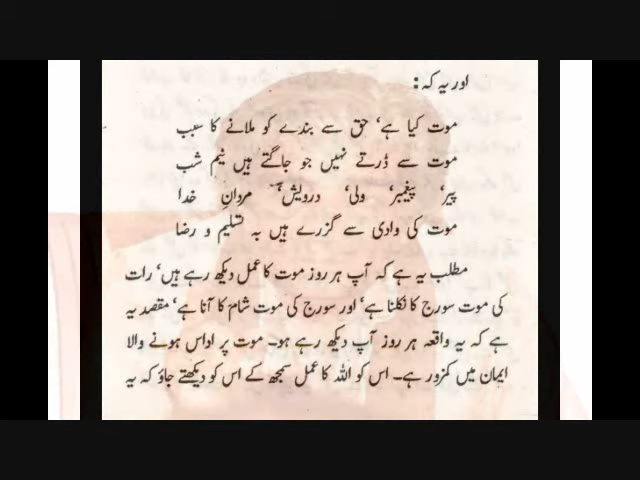 اور یہ کہ :
موت کیا ہے‘ حق سے بندے کو ملانے کا سبب
موت سے ڈرتے نہیں جو جاگتے ہیں نیم شب
پیر‘ پیغمبر‘ ولی‘ درویش‘ مردانِ خدا
موت کی وادی سے گزرے ہیں بہ تسلیم و رضا
مطلب یہ ہے کہ آپ ہر روز موت کا عمل دیکھ رہے ہیں‘ رات
کی موت سورج کا نکلنا ہے‘ اور سورج کی موت شام کا آنا ہے‘ مقصد یہ
ہے کہ یہ واقعہ ہر روز آپ دیکھ رہے ہو۔ موت پر اداس ہونے والا
ایمان میں کمزور ہے۔ اس کو اللہ کا عمل سمجھ کے اس کو دیکھتے جاؤ کہ یہ